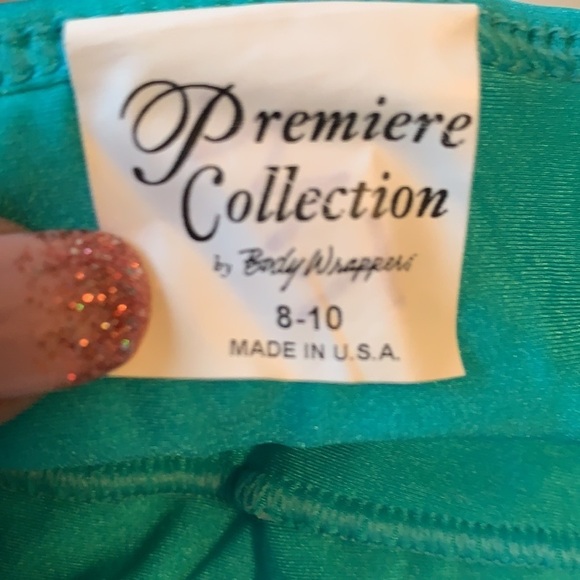 Premiere
Collection
by Body Wrappers
8-10
MADE IN U.S.A.